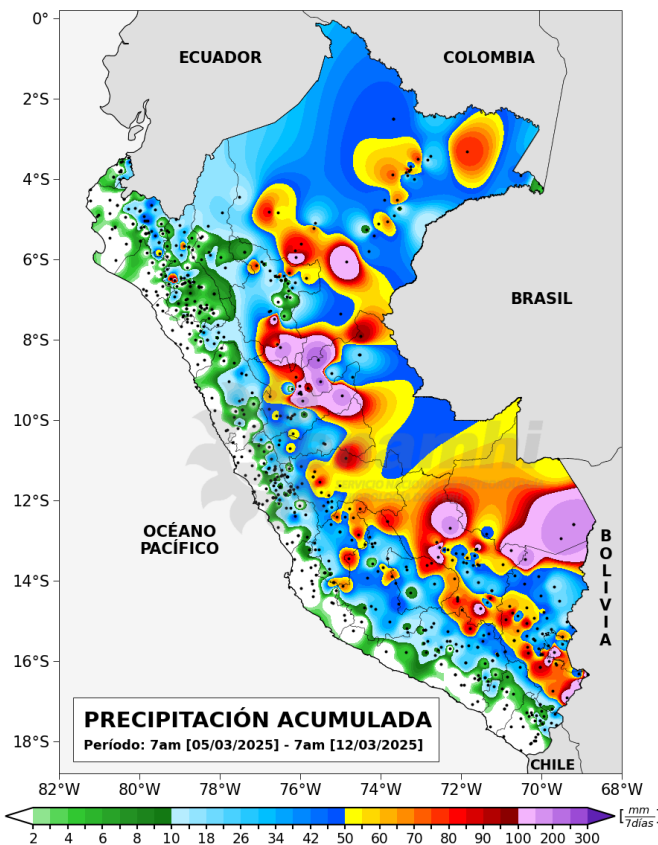 0°
2°S
4°S
6°S
8°S
10°S
12°S
14°S
16°S
18°S
ECUADOR
COLOMBIA
BRASIL
OCÉANO
PACÍFICO
BOLIVIA
CHILE
senamhi
PRECIPITACIÓN ACUMULADA
Período: 7am [05/03/2025] - 7am [12/03/2025]
82°W 80°W 78°W 76°W 74°W 72°W 70°W 68°W
2 4 6 8 10 18 26 34 42 50 60 70 80 90 100 200 300
[mm
7días